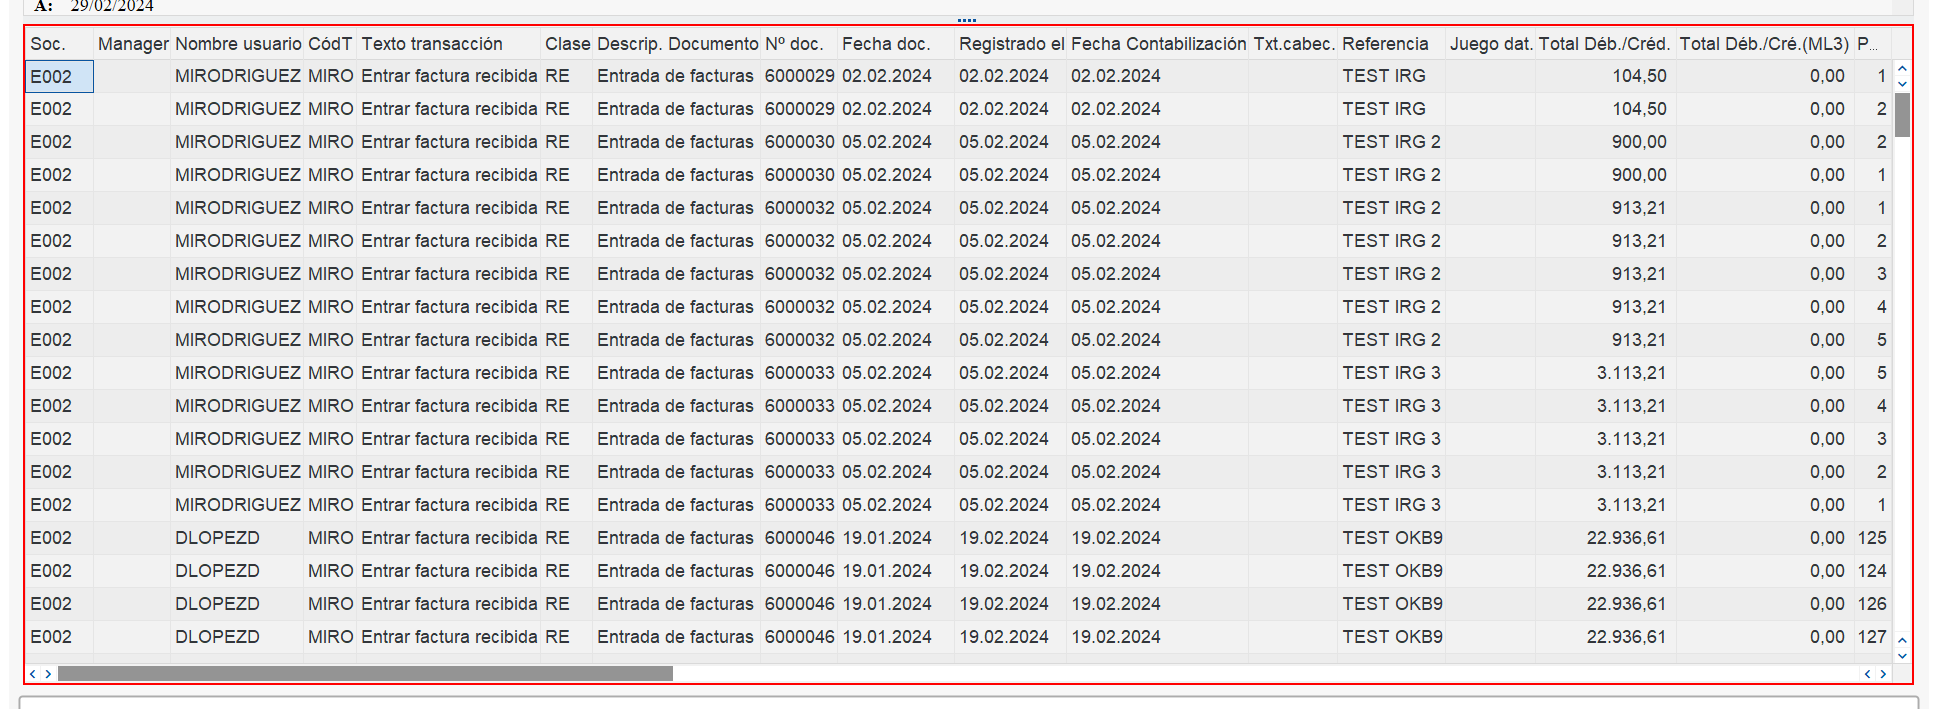 A: 29/02/2024
Soc. Manager Nombre usuario CódT Texto transacción Clase Descrip. Documento Nº doc. Fecha doc. Registrado el Fecha Contabilización Txt.cabec. Referencia Juego dat. Total Déb./Créd. Total Déb./Cré.(ML3) P...
E002 MIRODRIGUEZ MIRO Entrar factura recibida RE Entrada de facturas 6000029 02.02.2024 02.02.2024 02.02.2024 TEST IRG 104,50 0,00 1
E002 MIRODRIGUEZ MIRO Entrar factura recibida RE Entrada de facturas 6000029 02.02.2024 02.02.2024 02.02.2024 TEST IRG 104,50 0,00 2
E002 MIRODRIGUEZ MIRO Entrar factura recibida RE Entrada de facturas 6000030 05.02.2024 05.02.2024 05.02.2024 TEST IRG 2 900,00 0,00 2
E002 MIRODRIGUEZ MIRO Entrar factura recibida RE Entrada de facturas 6000030 05.02.2024 05.02.2024 05.02.2024 TEST IRG 2 900,00 0,00 1
E002 MIRODRIGUEZ MIRO Entrar factura recibida RE Entrada de facturas 6000032 05.02.2024 05.02.2024 05.02.2024 TEST IRG 2 913,21 0,00 1
E002 MIRODRIGUEZ MIRO Entrar factura recibida RE Entrada de facturas 6000032 05.02.2024 05.02.2024 05.02.2024 TEST IRG 2 913,21 0,00 2
E002 MIRODRIGUEZ MIRO Entrar factura recibida RE Entrada de facturas 6000032 05.02.2024 05.02.2024 05.02.2024 TEST IRG 2 913,21 0,00 3
E002 MIRODRIGUEZ MIRO Entrar factura recibida RE Entrada de facturas 6000032 05.02.2024 05.02.2024 05.02.2024 TEST IRG 2 913,21 0,00 4
E002 MIRODRIGUEZ MIRO Entrar factura recibida RE Entrada de facturas 6000032 05.02.2024 05.02.2024 05.02.2024 TEST IRG 2 913,21 0,00 5
E002 MIRODRIGUEZ MIRO Entrar factura recibida RE Entrada de facturas 6000033 05.02.2024 05.02.2024 05.02.2024 TEST IRG 3 3.113,21 0,00 5
E002 MIRODRIGUEZ MIRO Entrar factura recibida RE Entrada de facturas 6000033 05.02.2024 05.02.2024 05.02.2024 TEST IRG 3 3.113,21 0,00 4
E002 MIRODRIGUEZ MIRO Entrar factura recibida RE Entrada de facturas 6000033 05.02.2024 05.02.2024 05.02.2024 TEST IRG 3 3.113,21 0,00 3
E002 MIRODRIGUEZ MIRO Entrar factura recibida RE Entrada de facturas 6000033 05.02.2024 05.02.2024 05.02.2024 TEST IRG 3 3.113,21 0,00 2
E002 MIRODRIGUEZ MIRO Entrar factura recibida RE Entrada de facturas 6000033 05.02.2024 05.02.2024 05.02.2024 TEST IRG 3 3.113,21 0,00 1
E002 DLOPEZD MIRO Entrar factura recibida RE Entrada de facturas 6000046 19.01.2024 19.02.2024 19.02.2024 TEST OKB9 22.936,61 0,00 125
E002 DLOPEZD MIRO Entrar factura recibida RE Entrada de facturas 6000046 19.01.2024 19.02.2024 19.02.2024 TEST OKB9 22.936,61 0,00 124
E002 DLOPEZD MIRO Entrar factura recibida RE Entrada de facturas 6000046 19.01.2024 19.02.2024 19.02.2024 TEST OKB9 22.936,61 0,00 126
E002 DLOPEZD MIRO Entrar factura recibida RE Entrada de facturas 6000046 19.01.2024 19.02.2024 19.02.2024 TEST OKB9 22.936,61 0,00 127